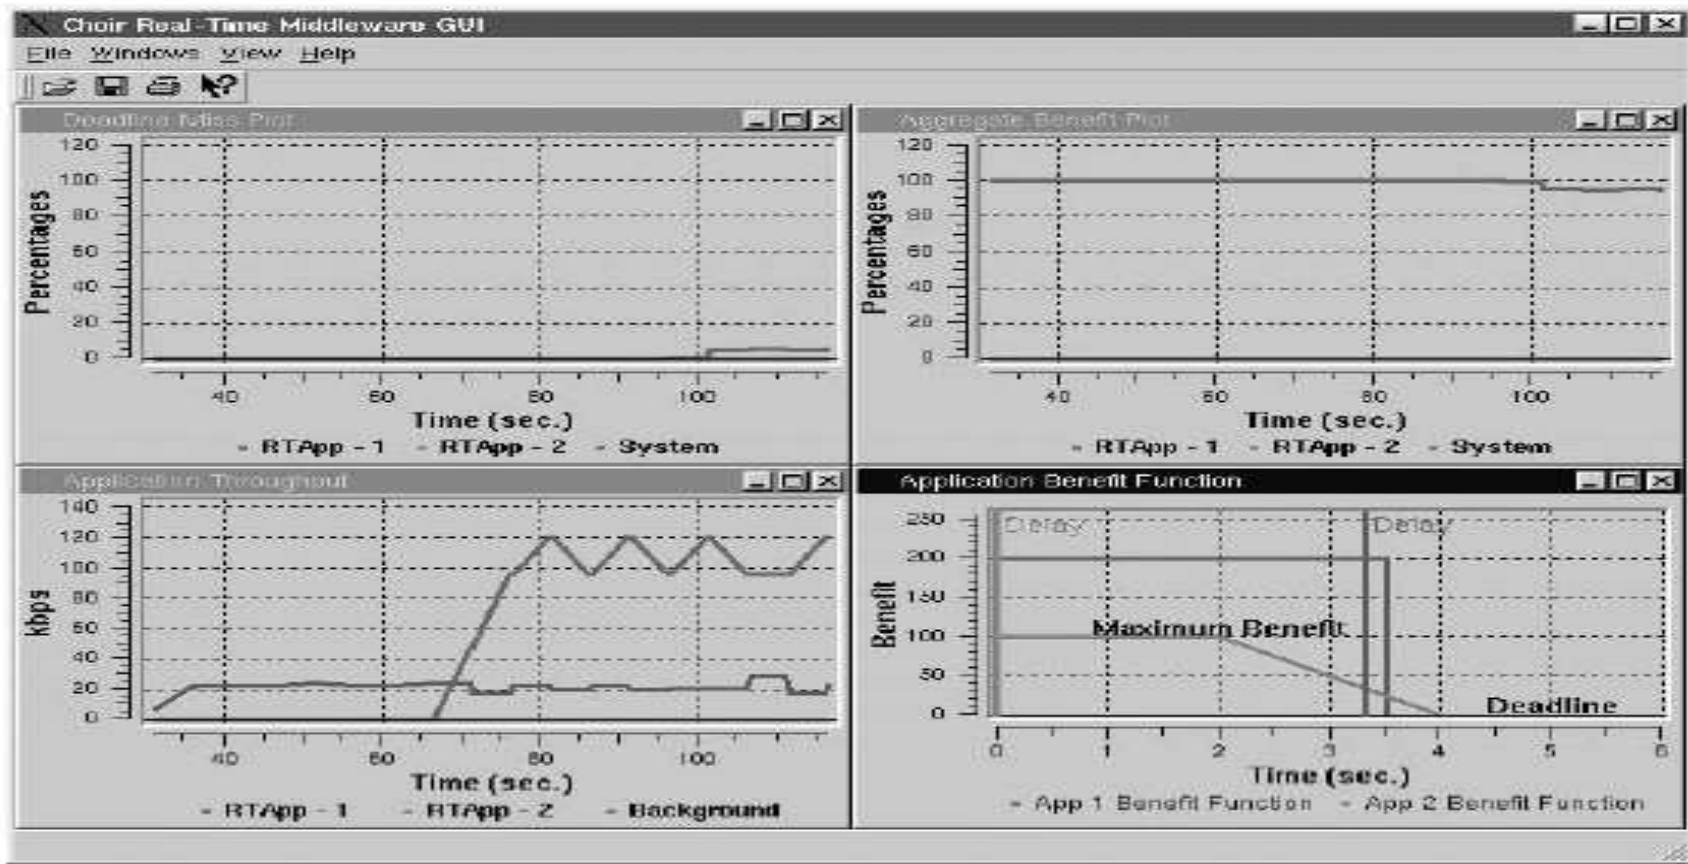 Choir Real-Time Middleware GUI
File Windows View Help
Deadline Miss Plot
120
100
80
60
40
20
0
Percentages
40 60 80 100
Time (sec.)
- RTApp - 1 - RTApp - 2 - System
Aggregate Benefit Plot
120
100
80
60
40
20
0
Percentages
40 60 80 100
Time (sec.)
- RTApp - 1 - RTApp - 2 - System
Application Throughput
140
120
100
80
60
40
20
0
kbps
40 60 80 100
Time (sec.)
- RTApp - 1 - RTApp - 2 - Background
Application Benefit Function
250
200
150
100
50
0
Benefit
Delay Delay
Maximum Benefit
Deadline
0 1 2 3 4 5 6
Time (sec.)
- App 1 Benefit Function - App 2 Benefit Function